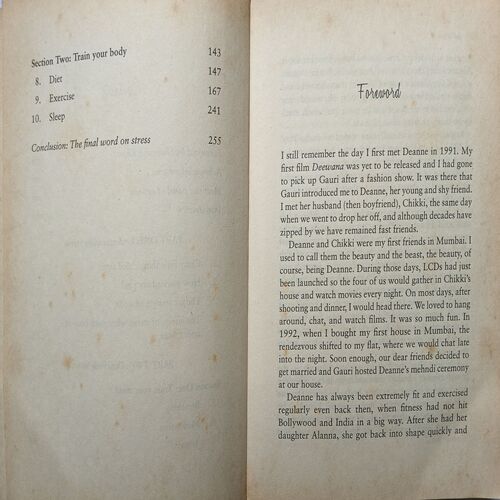 Section Two: Train your body 143
8. Diet 147
9. Exercise 167
10. Sleep 241
Conclusion: The final word on stress 255
Foreword
I still remember the day I first met Deanne in 1991. My
first film Deewana was yet to be released and I had gone
to pick up Gauri after a fashion show. It was there that
Gauri introduced me to Deanne, her young and shy friend.
I met her husband (then boyfriend), Chikki, the same day
when we went to drop her off, and although decades have
zipped by we have remained fast friends.
Deanne and Chikki were my first friends in Mumbai. I
used to call them the beauty and the beast, the beauty, of
course, being Deanne. During those days, LCDs had just
been launched so the four of us would gather in Chikki's
house and watch movies every night. On most days, after
shooting and dinner, I would head there. We loved to hang
around, chat, and watch films. It was so much fun. In
1992, when I bought my first house in Mumbai, the
rendezvous shifted to my flat, where we would chat late
into the night. Soon enough, our dear friends decided to
get married and Gauri hosted Deanne's mehndi ceremony
at our house.
Deanne has always been extremely fit and exercised
regularly even back then, when fitness had not hit
Bollywood and India in a big way. After she had her
daughter Alanna, she got back into shape quickly and